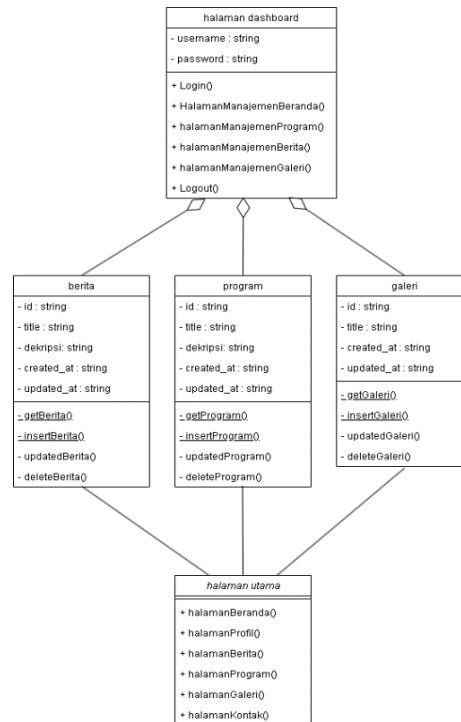 halaman dashboard
- username : string
- password : string
+ Login()
+ HalamanManajemenBeranda()
+ halamanManajemenProgram()
+ halamanManajemenBerita()
+ halamanManajemenGaleri()
+ Logout()
berita
- id : string
- title : string
- dekripsi: string
- created_at : string
- updated_at : string
- getBerita()
- insertBerita()
- updatedBerita()
- deleteBerita()
program
- id : string
- title : string
- dekripsi: string
- created_at : string
- updated_at : string
- getProgram()
- insertProgram()
- updatedProgram()
- deleteProgram()
galeri
- id : string
- title : string
- created_at : string
- updated_at : string
- getGaleri()
- insertGaleri()
- updatedGaleri()
- deleteGaleri()
halaman utama
+ halamanBeranda()
+ halamanProfil()
+ halamanBerita()
+ halamanProgram()
+ halamanGaleri()
+ halamanKontak()